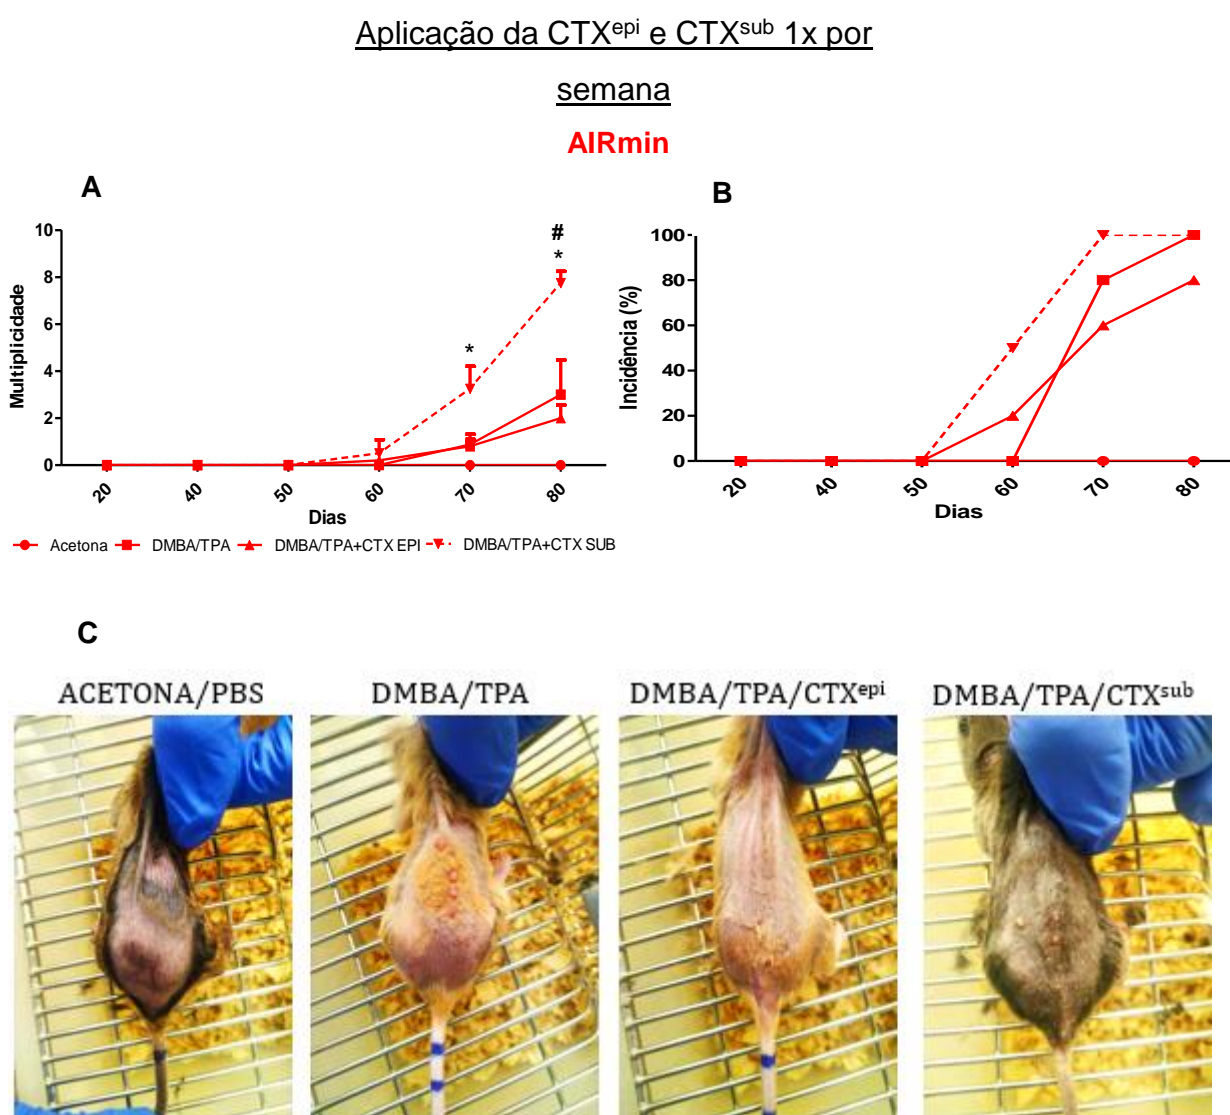 Aplicação da CTXepi e CTXsub 1x por
semana
AIRmin
A
10
8
6
4
2
0
Multiplicidade
*
#
*
20 40 50 60 70 80
Dias
Acetona DMBA/TPA DMBA/TPA+CTX EPI DMBA/TPA+CTX SUB
B
100
80
60
40
20
0
Incidência (%)
20 40 50 60 70 80
Dias
C
ACETONA/PBS DMBA/TPA DMBA/TPA/CTXepi DMBA/TPA/CTXsub